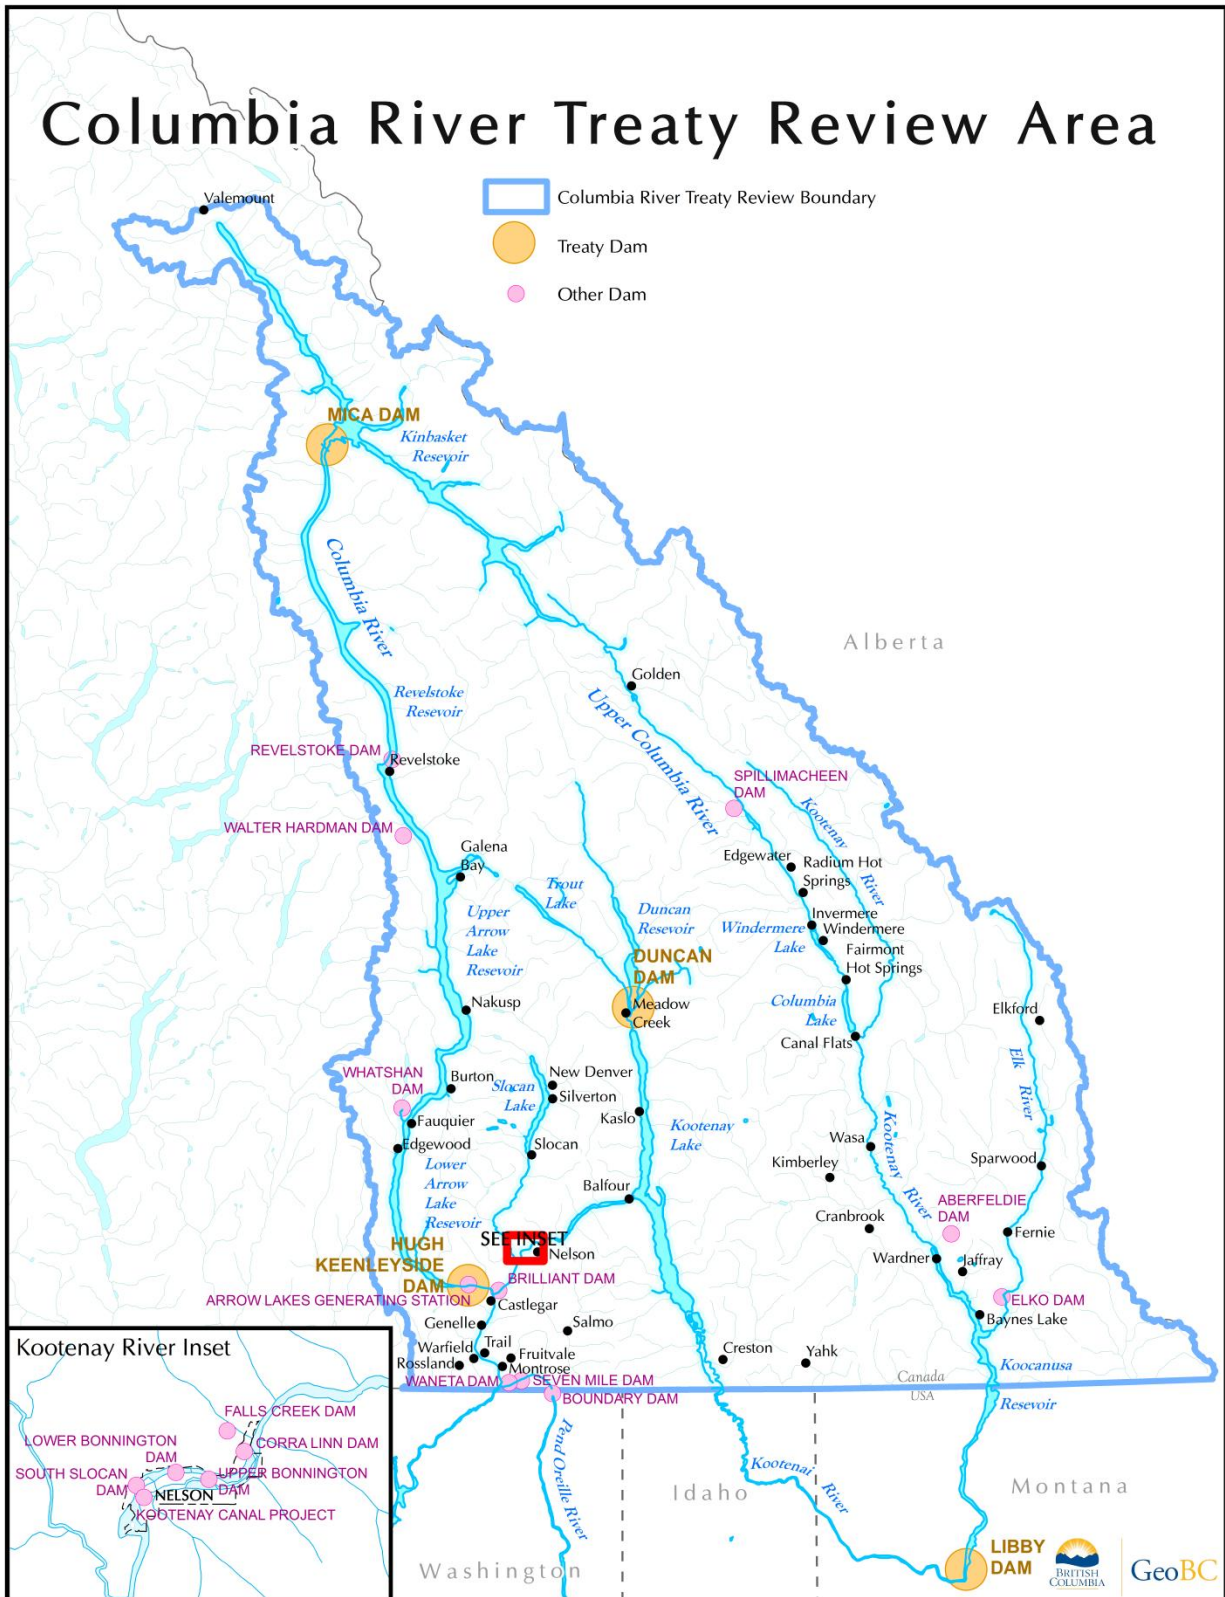 Columbia River Treaty Review Area
Valemount
Columbia River Treaty Review Boundary
Treaty Dam
Other Dam
MICA DAM
Kinbasket
Resevoir
Columbia River
Alberta
Golden
Revelstoke
Resevoir
Upper Columbia River
REVELSTOKE DAM
Revelstoke
SPILLIMACHEEN
DAM
Kootenay
River
WALTER HARDMAN DAM
Galena
Bay
Edgewater
Radium Hot
Springs
Trout
Lake
Upper
Arrow
Lake
Resevoir
Duncan
Resevoir
Windermere
Lake
Invermere
Windermere
Fairmont
Hot Springs
DUNCAN
DAM
Meadow
Creek
Nakusp
Columbia
Lake
Canal Flats
Elkford
Elk River
WHATSHAN
DAM
Burton
Slocan
Lake
New Denver
Silverton
Fauquier
Kaslo
Kootenay
Lake
Edgewood
Slocan
Wasa
Kootenay River
Kimberley
Sparwood
Lower
Arrow
Lake
Resevoir
Balfour
Cranbrook
ABERFELDIE
DAM
Fernie
SEE INSET
Nelson
HUGH
KEENLEYSIDE
DAM
Wardner
Jaffray
BRILLIANT DAM
ARROW LAKES GENERATING STATION
Castlegar
ELKO DAM
Baynes Lake
Genelle
Salmo
Warfield
Trail
Fruitvale
Rossland
Montrose
Creston
Yahk
Koocanusa
Resevoir
WANETA DAM
SEVEN MILE DAM
BOUNDARY DAM
Canada
USA
Pend Oreille River
Kootenai
River
Idaho
Montana
Washington
LIBBY
DAM
BRITISH
COLUMBIA
GeoBC
Kootenay River Inset
FALLS CREEK DAM
LOWER BONNINGTON
DAM
CORRA LINN DAM
SOUTH SLOCAN
DAM
UPPER BONNINGTON
DAM
NELSON
KOOTENAY CANAL PROJECT